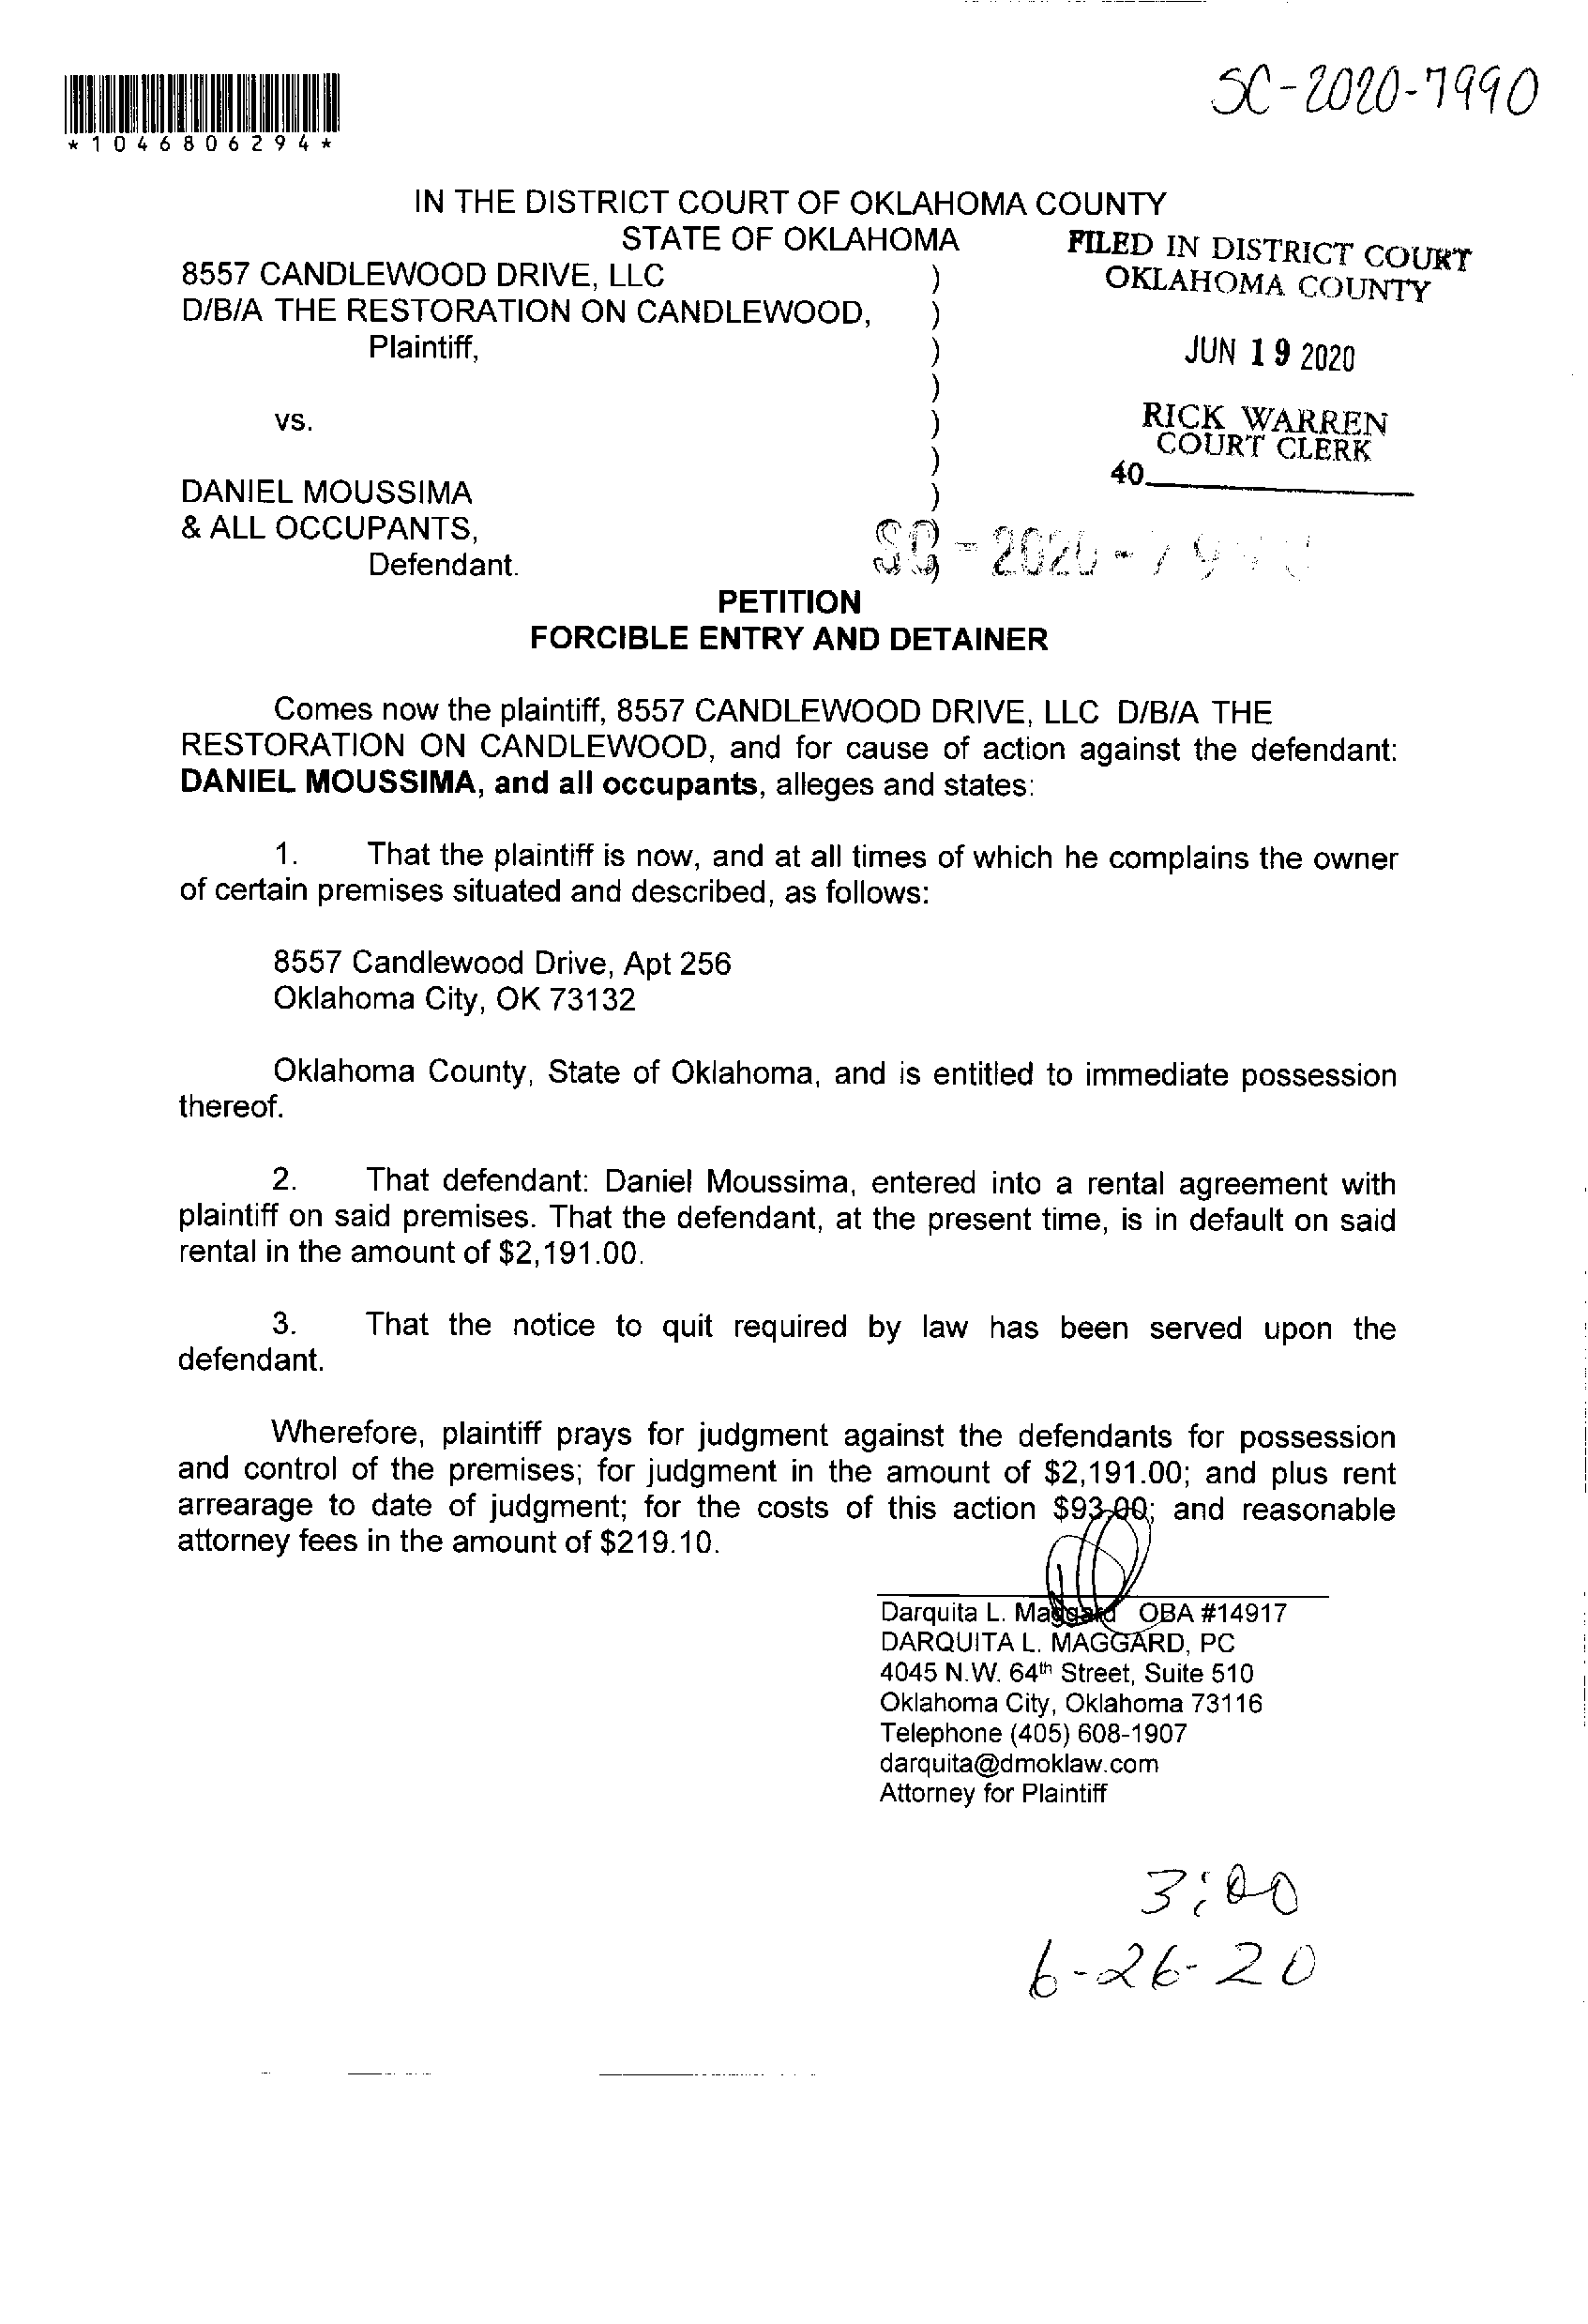 SC-2020-7990
*1046806294*
IN THE DISTRICT COURT OF OKLAHOMA COUNTY
STATE OF OKLAHOMA
FILED IN DISTRICT COURT
OKLAHOMA COUNTY
8557 CANDLEWOOD DRIVE, LLC )
D/B/A THE RESTORATION ON CANDLEWOOD, )
Plaintiff, )
JUN 19 2020
)
vs. )
RICK WARREN
COURT CLERK
)
40
DANIEL MOUSSIMA )
& ALL OCCUPANTS,
Defendant. )
SC - 2020 - 79
PETITION
FORCIBLE ENTRY AND DETAINER
Comes now the plaintiff, 8557 CANDLEWOOD DRIVE, LLC D/B/A THE
RESTORATION ON CANDLEWOOD, and for cause of action against the defendant:
DANIEL MOUSSIMA, and all occupants, alleges and states:
1. That the plaintiff is now, and at all times of which he complains the owner
of certain premises situated and described, as follows:
8557 Candlewood Drive, Apt 256
Oklahoma City, OK 73132
Oklahoma County, State of Oklahoma, and is entitled to immediate possession
thereof.
2. That defendant: Daniel Moussima, entered into a rental agreement with
plaintiff on said premises. That the defendant, at the present time, is in default on said
rental in the amount of $2,191.00.
3. That the notice to quit required by law has been served upon the
defendant.
Wherefore, plaintiff prays for judgment against the defendants for possession
and control of the premises; for judgment in the amount of $2,191.00; and plus rent
arrearage to date of judgment; for the costs of this action $93.00; and reasonable
attorney fees in the amount of $219.10.
Darquita L. Maggard OBA #14917
DARQUITA L. MAGGARD, PC
4045 N.W. 64th Street, Suite 510
Oklahoma City, Oklahoma 73116
Telephone (405) 608-1907
darquita@dmoklaw.com
Attorney for Plaintiff
3:00
6-26-20